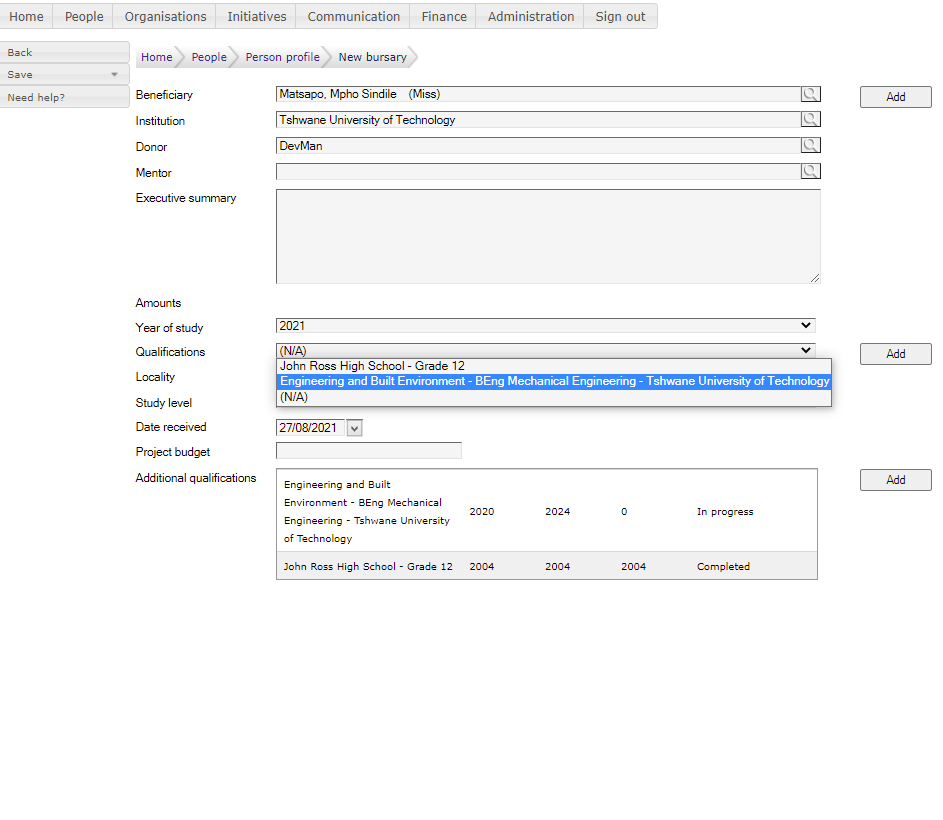 Home People Organisations Initiatives Communication Finance Administration Sign out
Back
Save
Need help?
Home People Person profile New bursary
Beneficiary Matsapo, Mpho Sindile (Miss) Add
Institution Tshwane University of Technology
Donor DevMan
Mentor
Executive summary
Amounts
Year of study 2021
Qualifications (N/A) Add
John Ross High School - Grade 12
Engineering and Built Environment - BEng Mechanical Engineering - Tshwane University of Technology
(N/A)
Locality
Study level
Date received 27/08/2021
Project budget
Additional qualifications Add
Engineering and Built
Environment - BEng Mechanical
Engineering - Tshwane University
of Technology
2020 2024 0 In progress
John Ross High School - Grade 12 2004 2004 2004 Completed